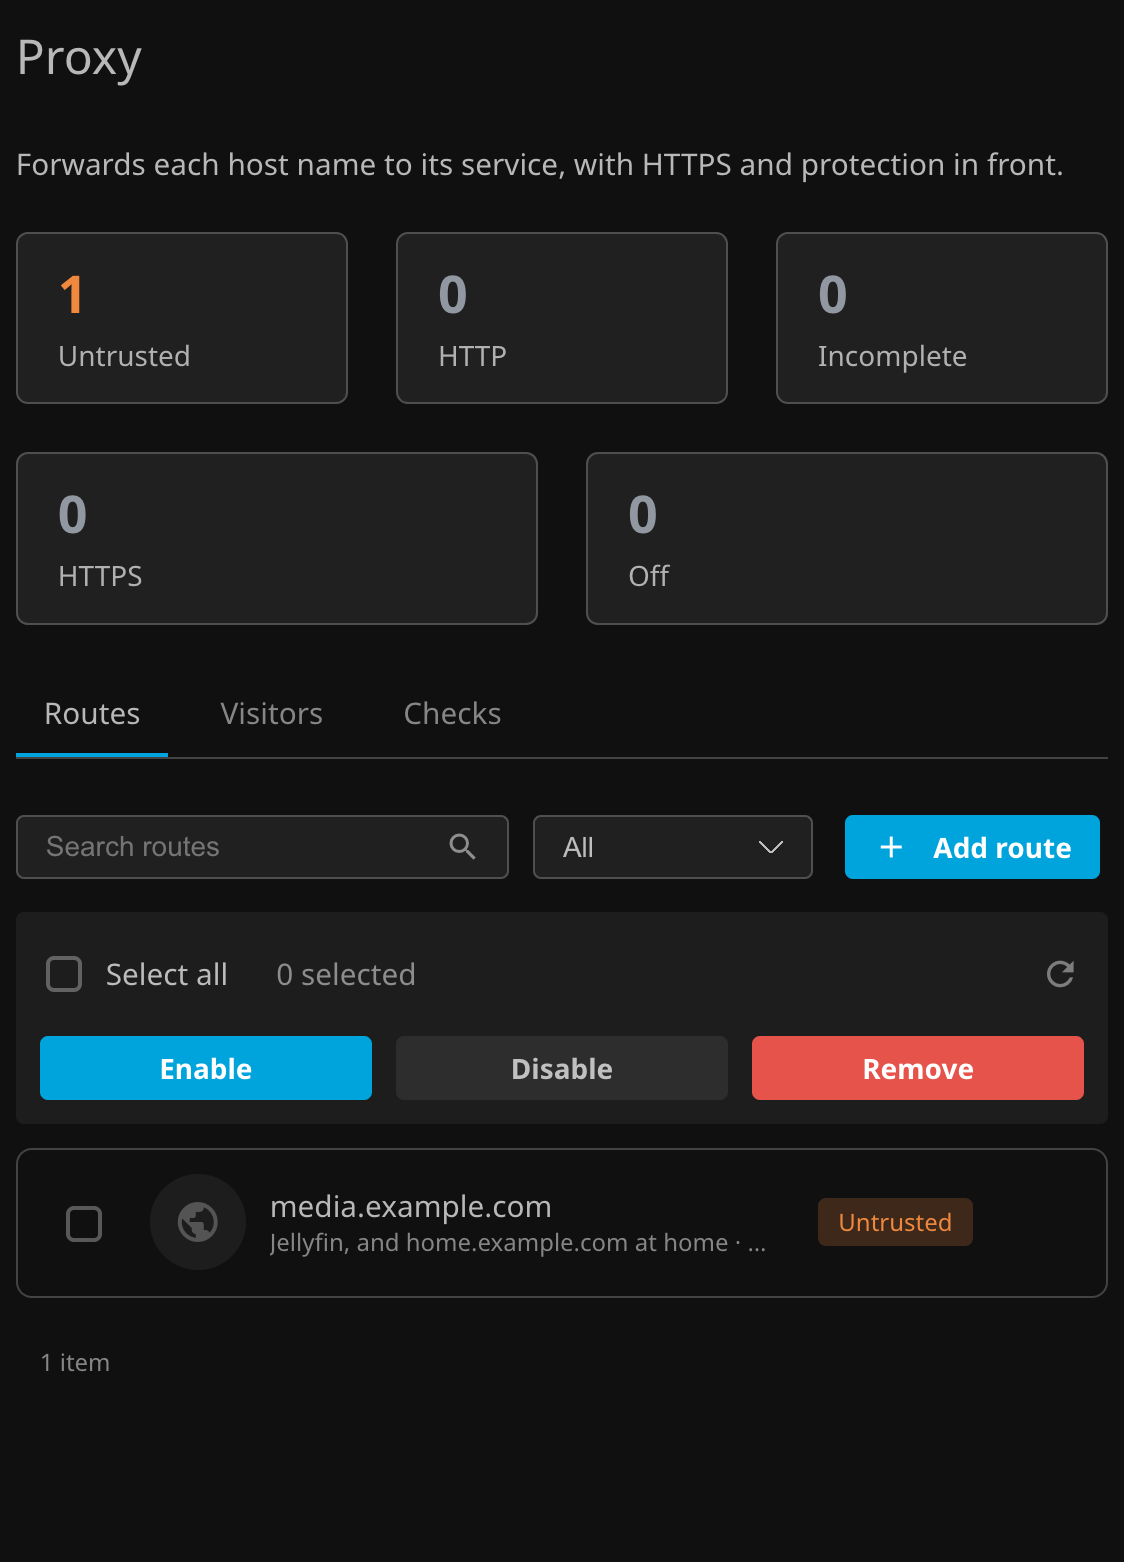 Proxy
Forwards each host name to its service, with HTTPS and protection in front.
1
Untrusted
0
HTTP
0
Incomplete
0
HTTPS
0
Off
Routes Visitors Checks
Search routes All + Add route
Select all 0 selected
Enable Disable Remove
media.example.com
Jellyfin, and home.example.com at home · ...
Untrusted
1 item